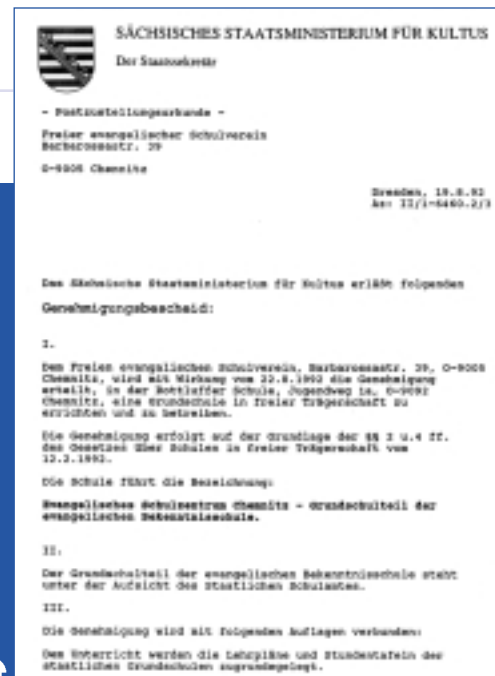 SÄCHSISCHES STAATSMINISTERIUM FÜR KULTUS
Der Staatssekretär
- Postzustellungsurkunde -
Freier evangelischer Schulverein
Barbarossastr. 39
O-9005 Chemnitz
Dresden, 19.8.92
Az: II/1-6460.2/3
Das Sächsische Staatsministerium für Kultus erläßt folgenden
Genehmigungsbescheid:
I.
Dem Freien evangelischen Schulverein, Barbarossastr. 39, O-9005
Chemnitz, wird mit Wirkung vom 22.8.1992 die Genehmigung
erteilt, in der Rottluffer Schule, Jugendweg 1a, O-9092
Chemnitz, eine Grundschule in freier Trägerschaft zu
errichten und zu betreiben.
Die Genehmigung erfolgt auf der Grundlage der §§ 2 u.4 ff.
des Gesetzes über Schulen in freier Trägerschaft vom
12.2.1992.
Die Schule führt die Bezeichnung:
Evangelisches Schulzentrum Chemnitz - Grundschulteil der
evangelischen Bekenntnisschule.
II.
Der Grundschulteil der evangelischen Bekenntnisschule steht
unter der Aufsicht des Staatlichen Schulamtes.
III.
Die Genehmigung wird mit folgenden Auflagen verbunden:
Dem Unterricht werden die Lehrpläne und Stundentafeln der
staatlichen Grundschulen zugrundegelegt.